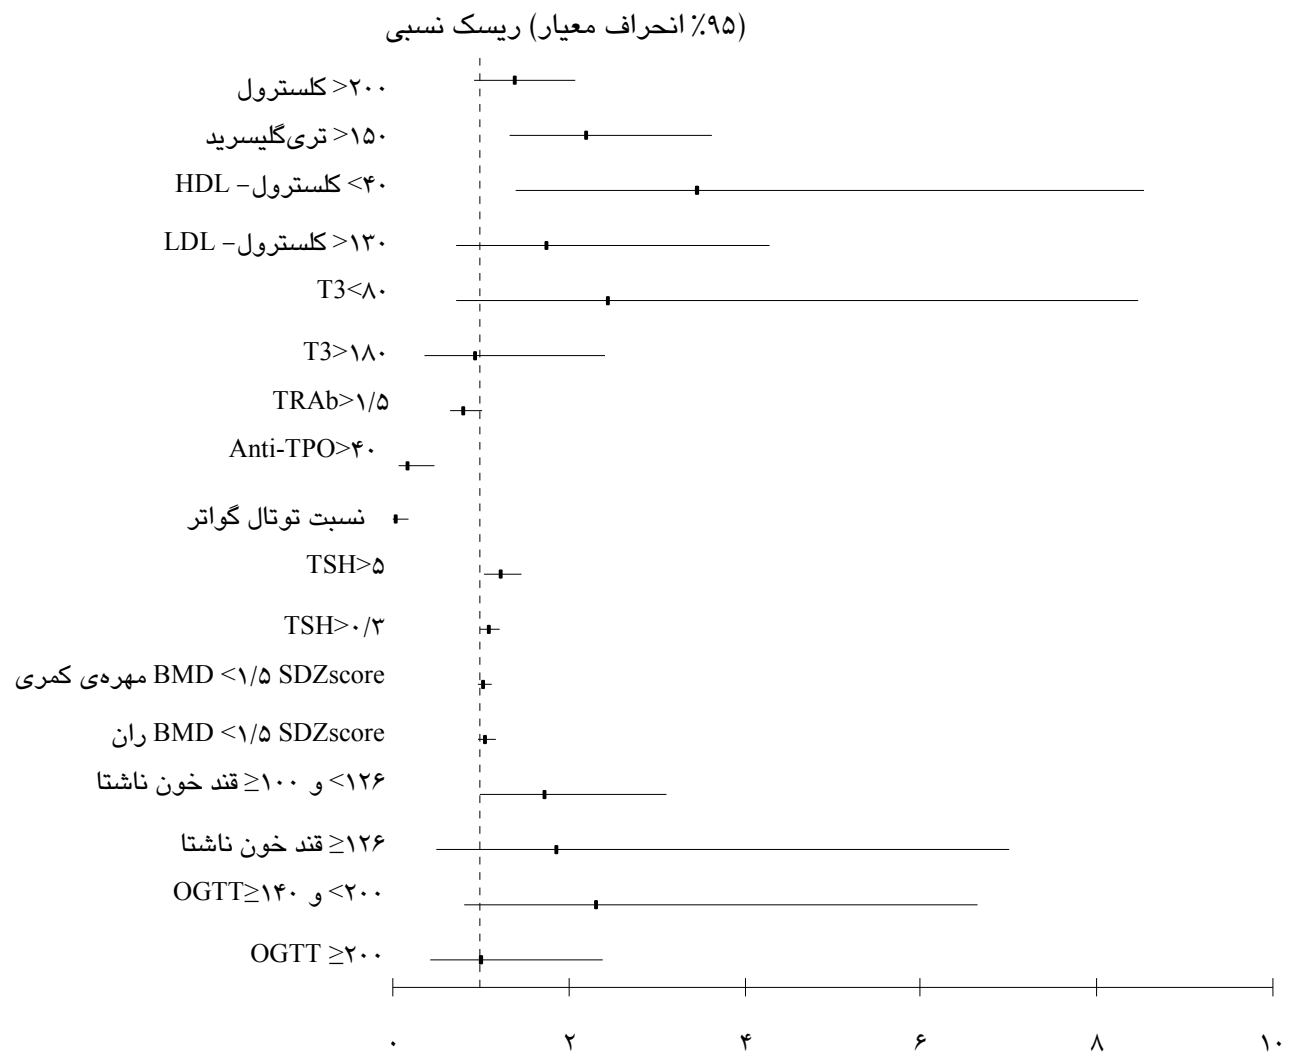 ریسک نسبی (۹۵٪ انحراف معیار)
کلسترول >۲۰۰
تری‌گلیسرید >۱۵۰
HDL -کلسترول <۴۰
LDL -کلسترول >۱۳۰
T3<۸۰
T3>۱۸۰
TRAb>۱/۵
Anti-TPO>۴۰
نسبت توتال گواتر
TSH>۵
TSH>۰/۳
مهره‌ی کمری BMD <۱/۵ SDZscore
ران BMD <۱/۵ SDZscore
قند خون ناشتا ≥۱۰۰ و <۱۲۶
قند خون ناشتا ≥۱۲۶
OGTT≥۱۴۰ و <۲۰۰
OGTT ≥۲۰۰
۰ ۲ ۴ ۶ ۸ ۱۰